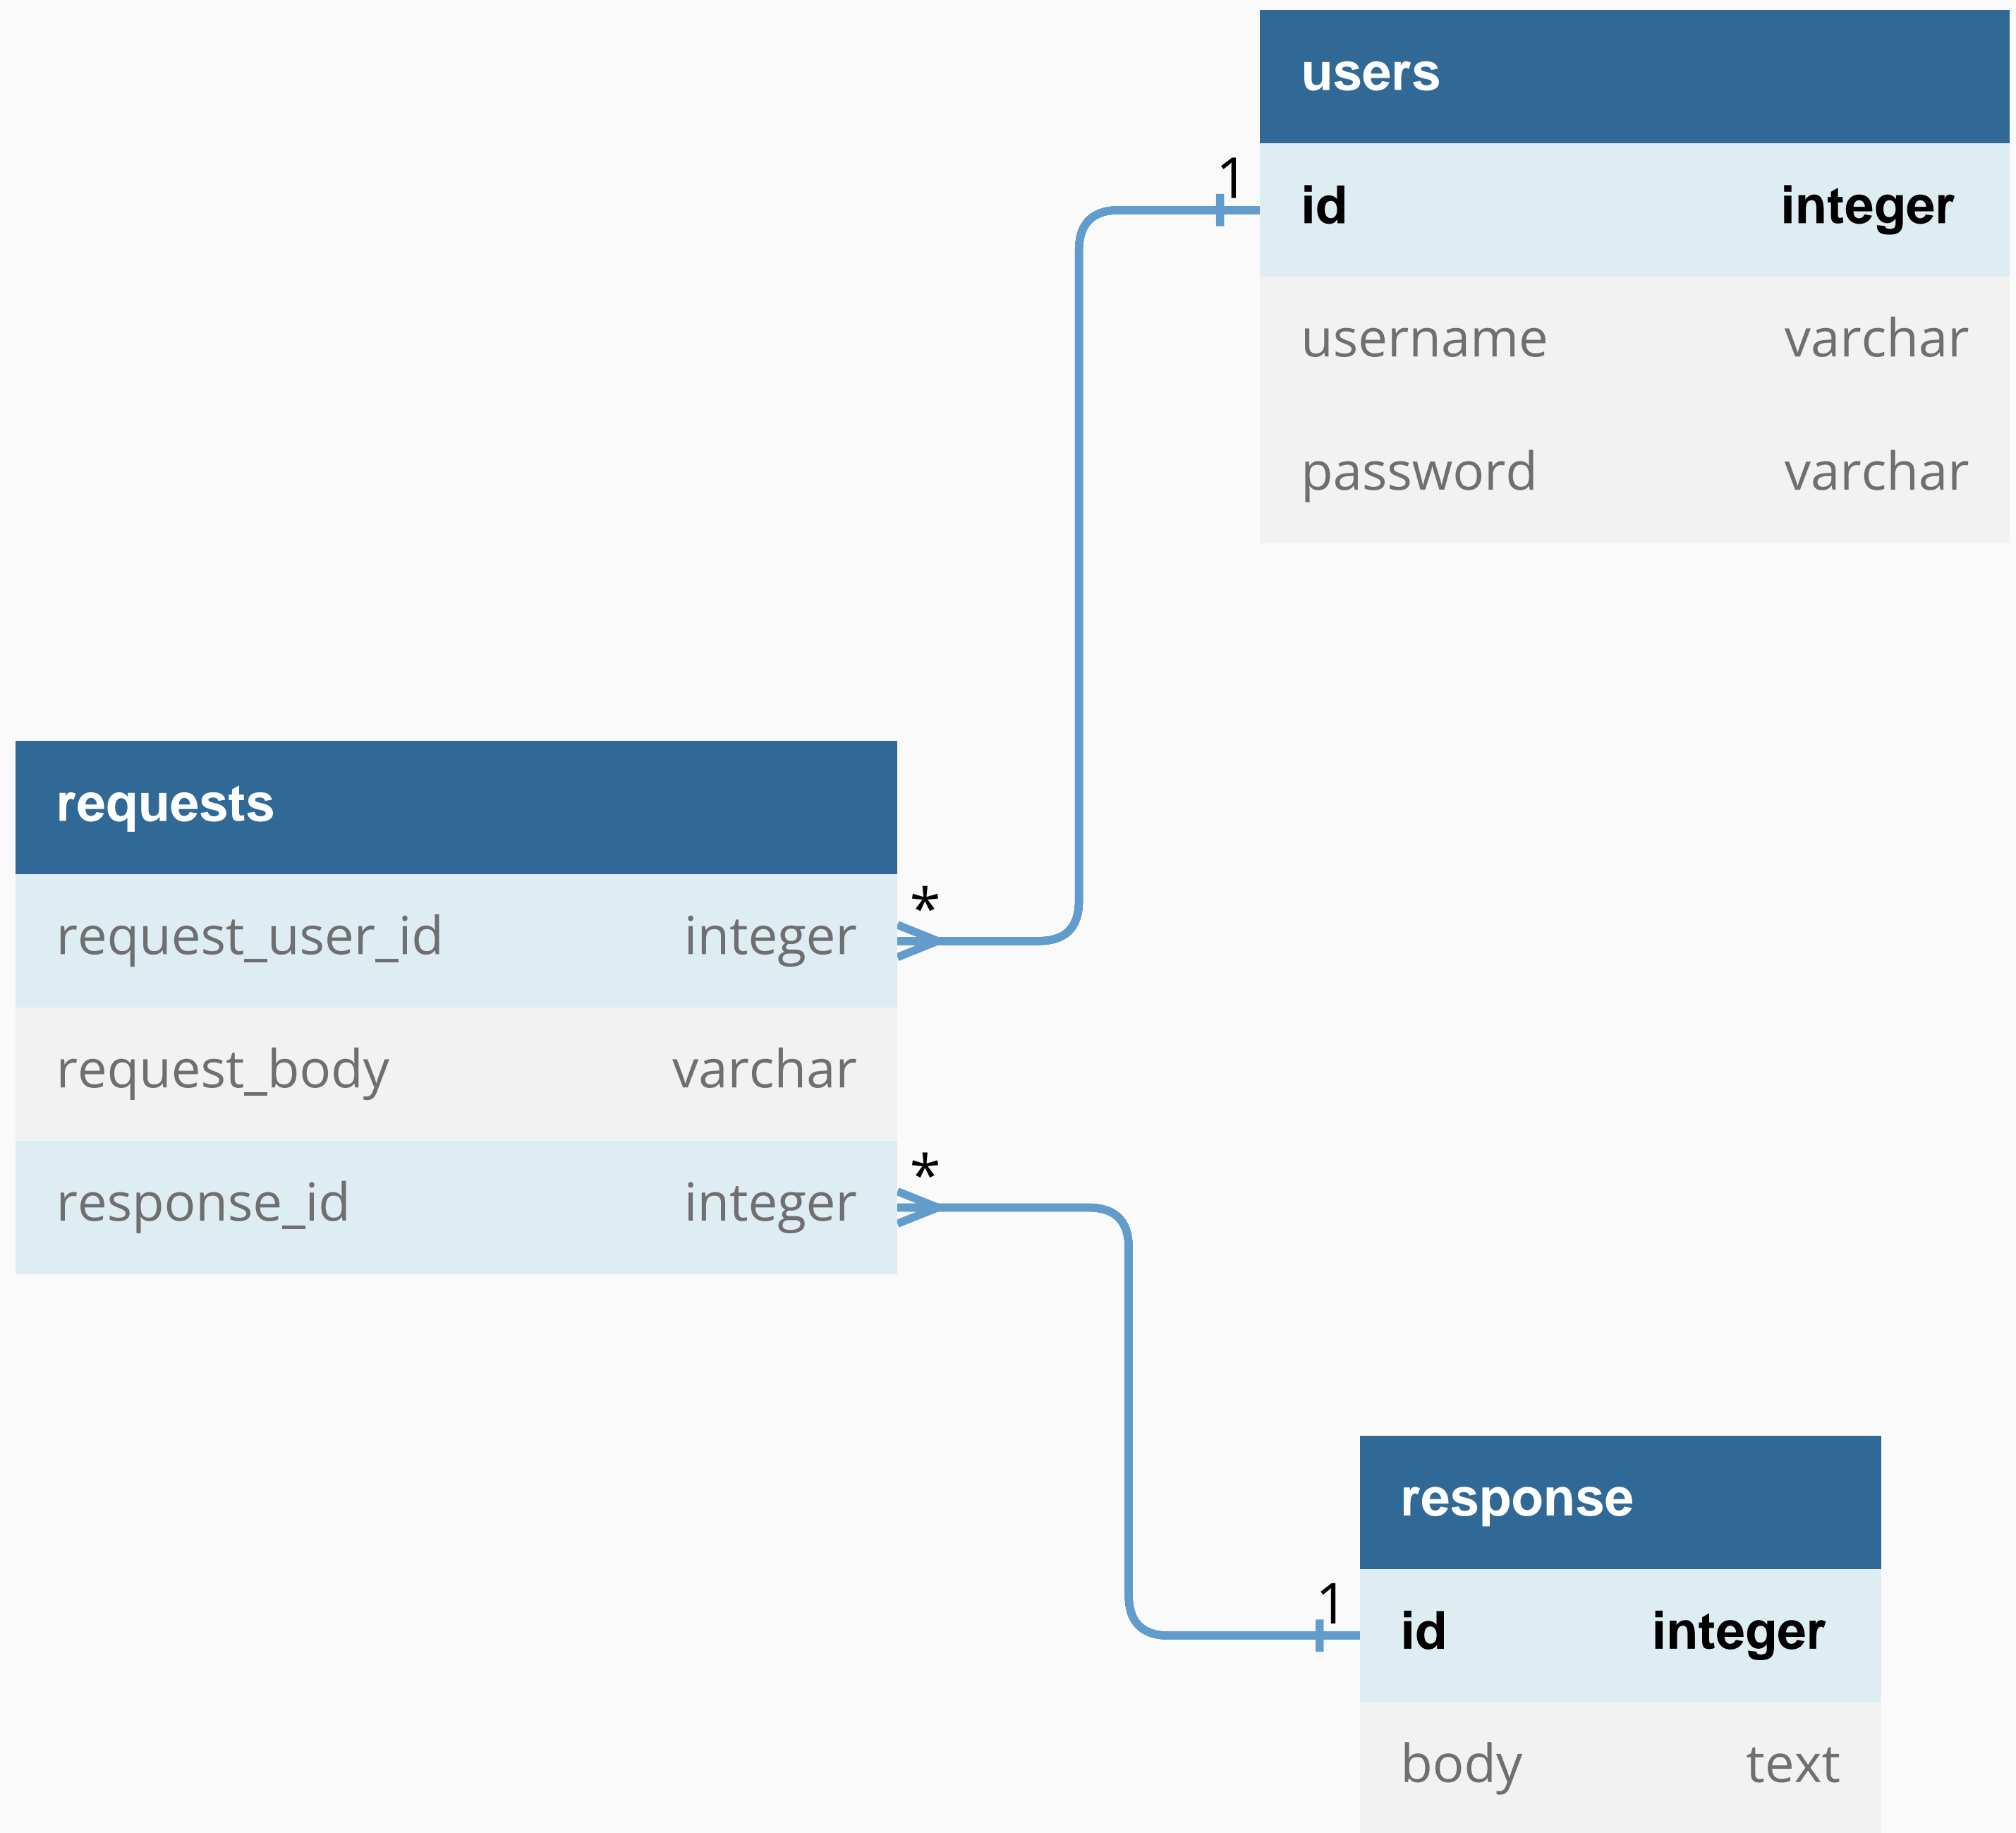 users
1
id integer
username varchar
password varchar
requests
*
request_user_id integer
request_body varchar
*
response_id integer
response
1
id integer
body text